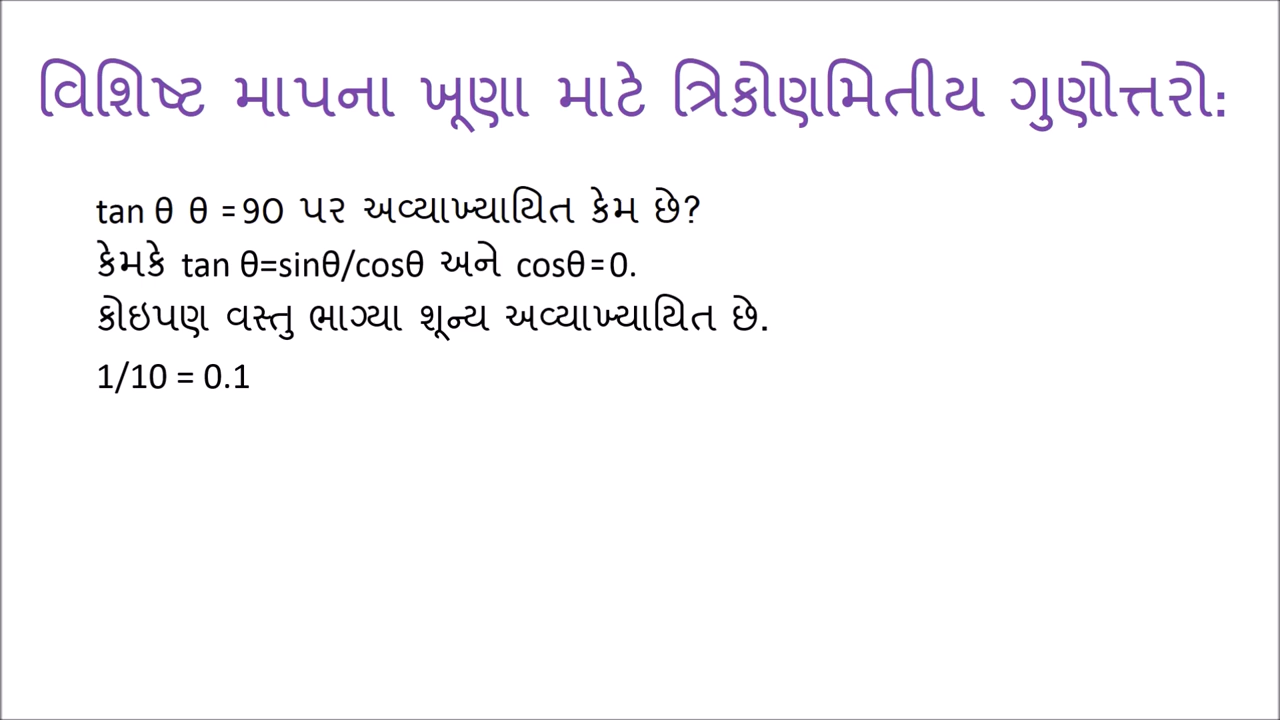 વિશિષ્ટ માપના ખૂણા માટે ત્રિકોણમિતીય ગુણોત્તરો:
tan θ θ =90 પર અવ્યાખ્યાયિત કેમ છે?
કેમકે tan θ=sinθ/cosθ અને cosθ=0.
કોઇપણ વસ્તુ ભાગ્યા શૂન્ય અવ્યાખ્યાયિત છે.
1/10 = 0.1